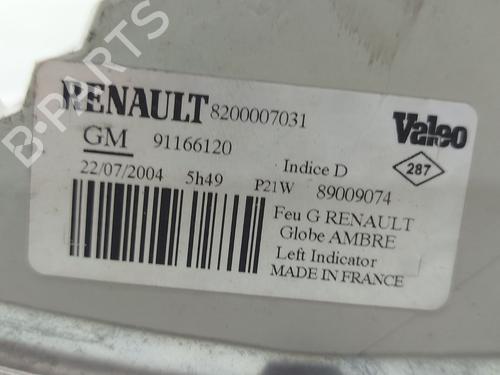 RENAULT 8200007031
GM 91166120
Valeo
Indice D
287
22/07/2004 5h49 P21W 89009074
Feu G RENAULT
Globe AMBRE
Left Indicator
MADE IN FRANCE
B-PARTS